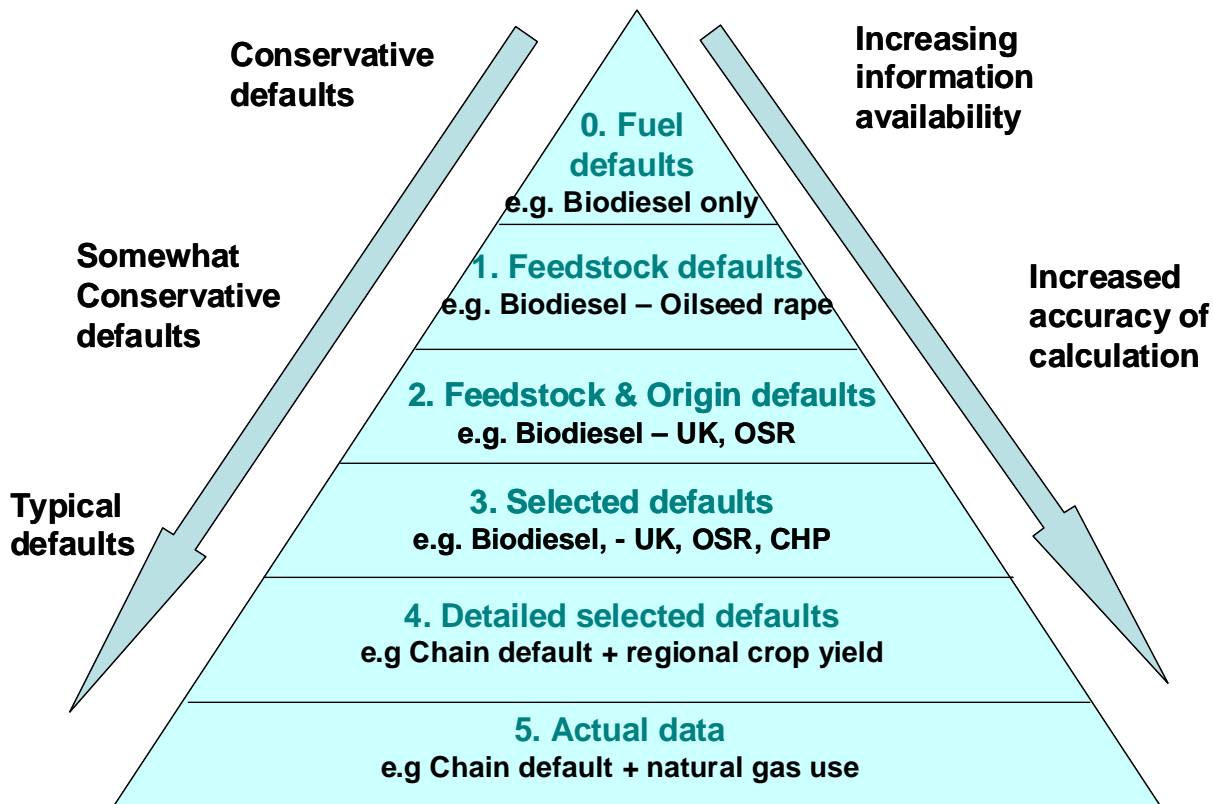 Conservative
defaults
Increasing
information
availability
0. Fuel
defaults
e.g. Biodiesel only
Somewhat
Conservative
defaults
1. Feedstock defaults
e.g. Biodiesel – Oilseed rape
Increased
accuracy of
calculation
2. Feedstock & Origin defaults
e.g. Biodiesel – UK, OSR
Typical
defaults
3. Selected defaults
e.g. Biodiesel, - UK, OSR, CHP
4. Detailed selected defaults
e.g Chain default + regional crop yield
5. Actual data
e.g Chain default + natural gas use